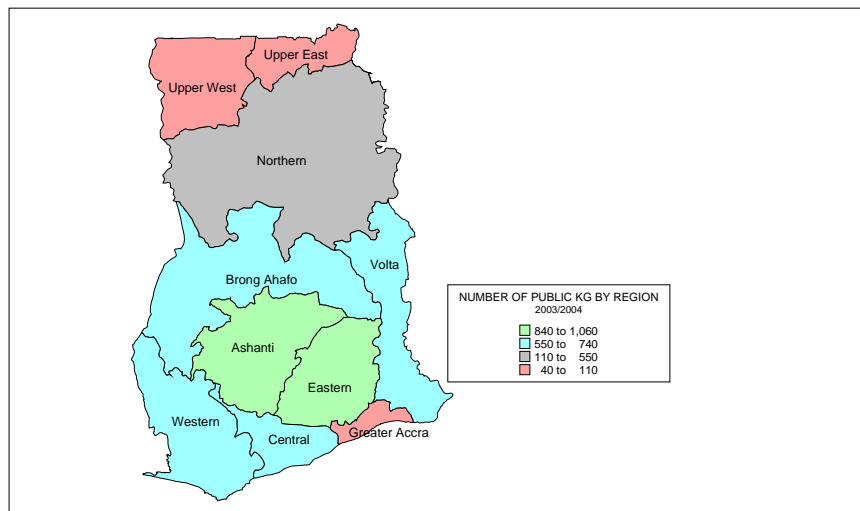 Upper East
Upper West
Northern
Volta
Brong Ahafo
NUMBER OF PUBLIC KG BY REGION
2003/2004
840 to 1,060
550 to 740
110 to 550
40 to 110
Ashanti
Eastern
Western
Greater Accra
Central